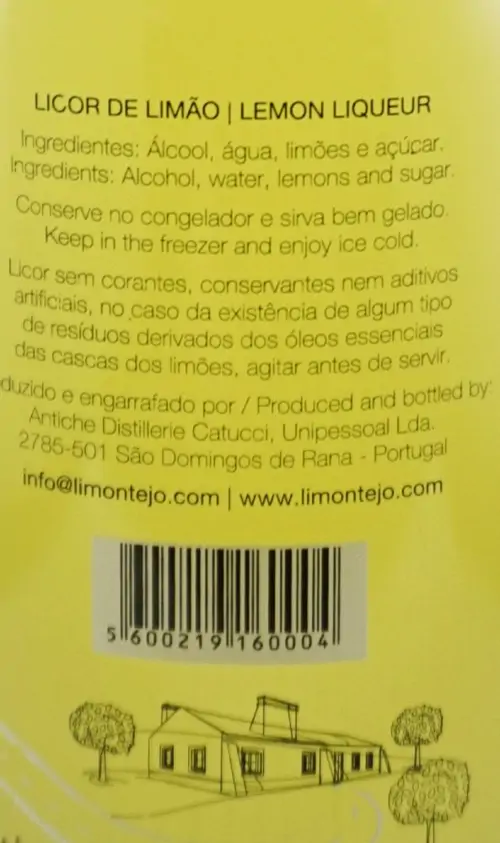 LICOR DE LIMÃO | LEMON LIQUEUR
Ingredientes: Álcool, água, limões e açúcar.
Ingredients: Alcohol, water, lemons and sugar.
Conserve no congelador e sirva bem gelado.
Keep in the freezer and enjoy ice cold.
Licor sem corantes, conservantes nem aditivos
artificiais, no caso da existência de algum tipo
de resíduos derivados dos óleos essenciais
das cascas dos limões, agitar antes de servir.
duzido e engarrafado por / Produced and bottled by:
Antiche Distillerie Catucci, Unipessoal Lda.
2785-501 São Domingos de Rana - Portugal
info@limontejo.com | www.limontejo.com
5 600219 160004